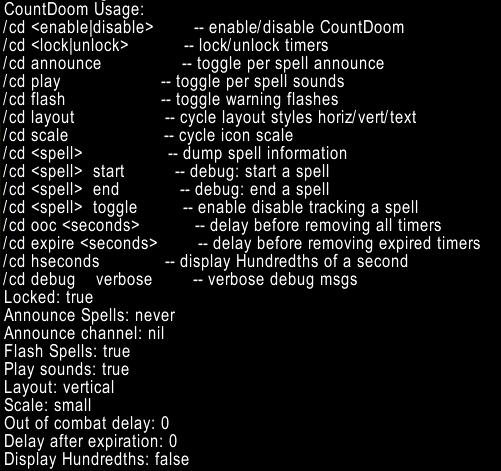 CountDoom Usage:
/cd <enable|disable> -- enable/disable CountDoom
/cd <lock|unlock> -- lock/unlock timers
/cd announce -- toggle per spell announce
/cd play -- toggle per spell sounds
/cd flash -- toggle warning flashes
/cd layout -- cycle layout styles horiz/vert/text
/cd scale -- cycle icon scale
/cd <spell> -- dump spell information
/cd <spell> start -- debug: start a spell
/cd <spell> end -- debug: end a spell
/cd <spell> toggle -- enable disable tracking a spell
/cd ooc <seconds> -- delay before removing all timers
/cd expire <seconds> -- delay before removing expired timers
/cd hseconds -- display Hundredths of a second
/cd debug verbose -- verbose debug msgs
Locked: true
Announce Spells: never
Announce channel: nil
Flash Spells: true
Play sounds: true
Layout: vertical
Scale: small
Out of combat delay: 0
Delay after expiration: 0
Display Hundredths: false